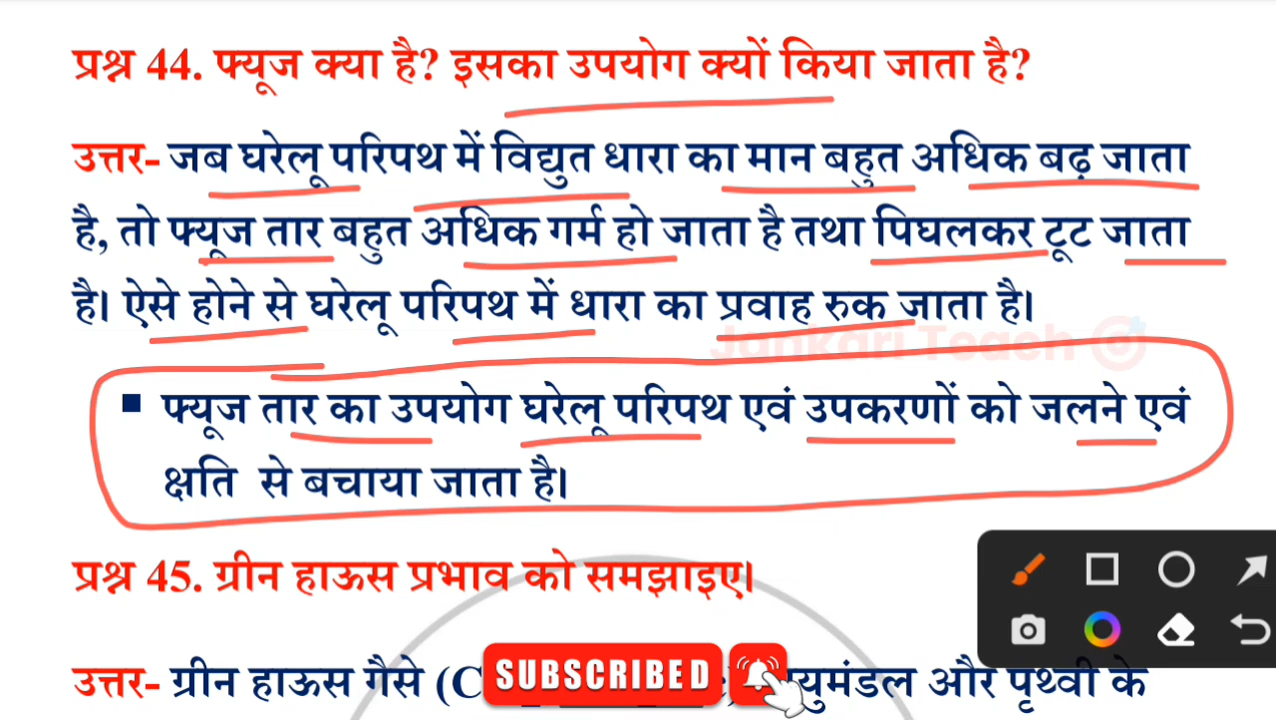 प्रश्न 44. फ्यूज क्या है? इसका उपयोग क्यों किया जाता है?
उत्तर- जब घरेलू परिपथ में विद्युत धारा का मान बहुत अधिक बढ़ जाता
है, तो फ्यूज तार बहुत अधिक गर्म हो जाता है तथा पिघलकर टूट जाता
है। ऐसे होने से घरेलू परिपथ में धारा का प्रवाह रुक जाता है।
Jankari Teach
▪ फ्यूज तार का उपयोग घरेलू परिपथ एवं उपकरणों को जलने एवं
क्षति से बचाया जाता है।
प्रश्न 45. ग्रीन हाऊस प्रभाव को समझाइए।
उत्तर- ग्रीन हाऊस गैसे (C SUBSCRIBED और पृथ्वी के